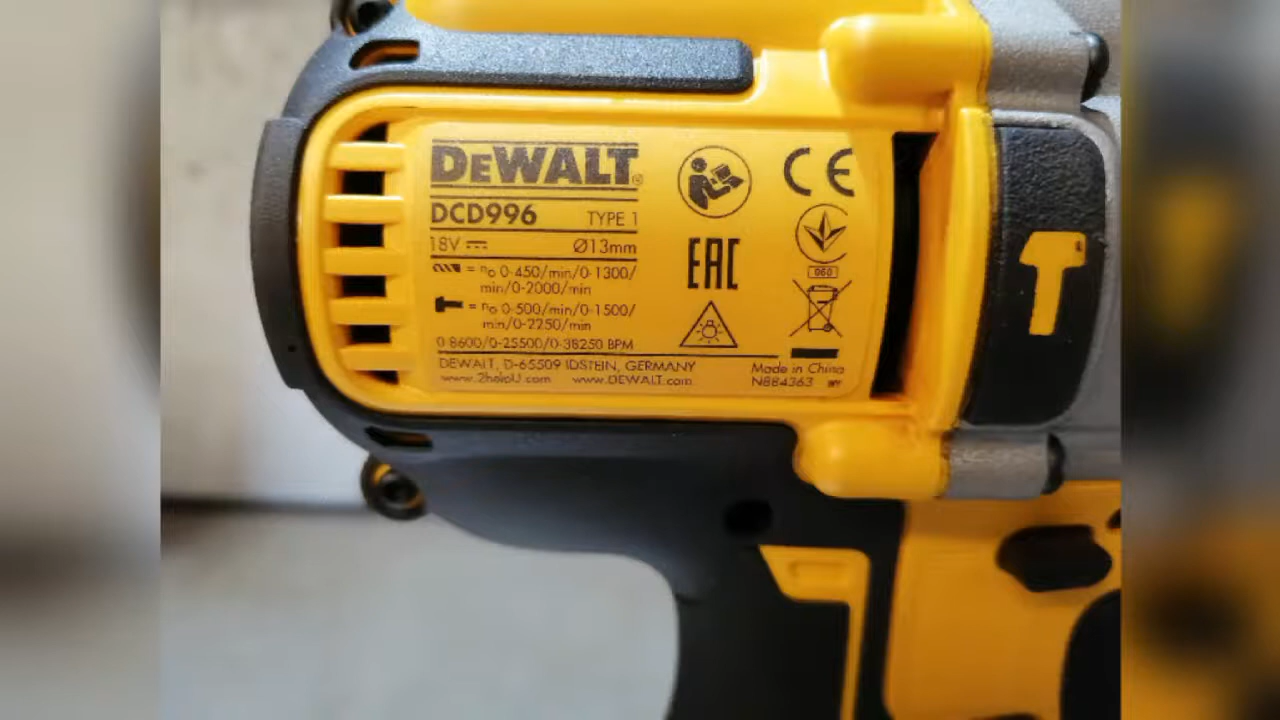 DEWALT®
DCD996 TYPE 1
18V Ø13mm
= n₀ 0-450/min/0-1300/
min/0-2000/min
= n₀ 0-500/min/0-1500/
min/0-2250/min
0-8600/0-25500/0-38250 BPM
DEWALT, D-65509 IDSTEIN, GERMANY
www.2helpU.com www.DEWALT.com
CE
060
EAC
Made in China
N884363